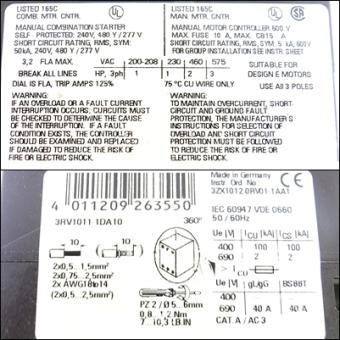 LISTED 165C
COMB. MTR. CNTR.
MANUAL COMBINATION STARTER
SELF - PROTECTED: 240V, 480 Y / 277 V
SHORT CIRCUIT RATING, RMS, SYM:
50kA, 240V, 480 Y / 277 V
LISTED 165C
MAN. MTR. CNTR.
MANUAL MOTOR CONTROLLER 600 V
MAX. FUSE 10 A, MAX. CB15 A
SHORT CIRCUIT RATING, RMS, SYM: 5 kA, 600V
FOR GROUP INSTALLATION SEE INSTR. SHEET
3,2 FLA MAX. VAC 200-208 230 460 575 SUITABLE FOR
BREAK ALL LINES HP, 3ph 1/2 1 2 DESIGN E MOTORS
DIAL IS FLA, TRIP AMPS 125% 75 °C CU WIRE ONLY USE All 3 POLES
WARNING:
IF AN OVERLOAD OR A FAULT CURRENT
INTERRUPTION OCCURS, CIRCUITS MUST
BE CHECKED TO DETERMINE THE CAUSE
OF THE INTERRUPTION. IF A FAULT
CONDITION EXISTS, THE CONTROLLER
SHOULD BE EXAMINED AND REPLACED
IF DAMAGED TO REDUCE THE RISK OF
FIRE OR ELECTRIC SHOCK.
WARNING:
TO MAINTAIN OVERCURRENT, SHORT
CIRCUIT AND GROUND FAULT
PROTECTION, THE MANUFACTURER'S
INSTRUCTIONS FOR SELECTION OF
OVERLOAD AND SHORT CIRCUIT
PROTECTION MUST BE FOLLOWED
TO REDUCE THE RISK OF FIRE OR
ELECTRIC SHOCK.
4 011209 263550
3RV1011-1DA10
360°
10 10
2x0,5...1,5mm²
2x0,75...2,5mm²
2x AWG18to14
(2x0,5...2,5mm²)
PZ 2 / Ø 5...6mm
0,8...1,2 Nm
7...10,3 LB.IN
Made in Germany
Instr. Ord No
3ZX1012-0RV01-1AA1
IEC 60947 VDE 0660
50 / 60Hz
Ue [V] Icu [kA] Ics [kA]
400 100 100
690
Icu
Ue [V] gL/gG BS88T
400
690 40 A 40 A
CAT. A / AC 3